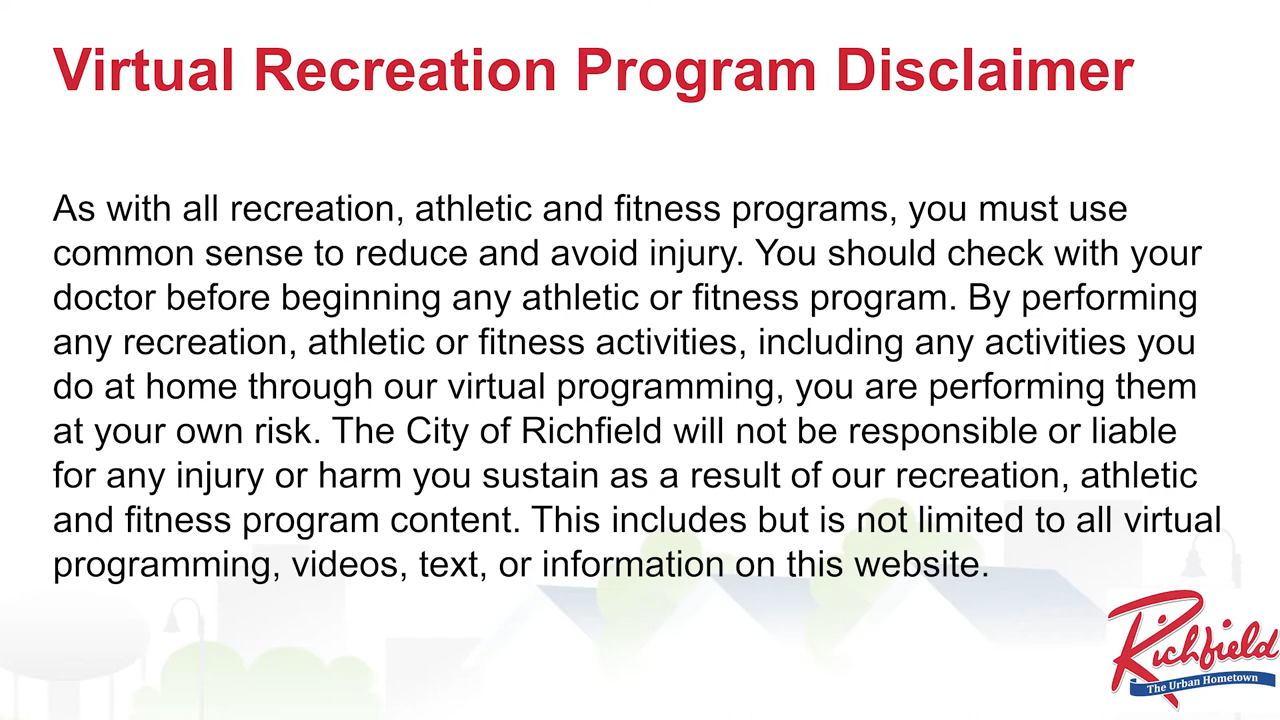 Virtual Recreation Program Disclaimer
As with all recreation, athletic and fitness programs, you must use
common sense to reduce and avoid injury. You should check with your
doctor before beginning any athletic or fitness program. By performing
any recreation, athletic or fitness activities, including any activities you
do at home through our virtual programming, you are performing them
at your own risk. The City of Richfield will not be responsible or liable
for any injury or harm you sustain as a result of our recreation, athletic
and fitness program content. This includes but is not limited to all virtual
programming, videos, text, or information on this website.
Richfield
The Urban Hometown